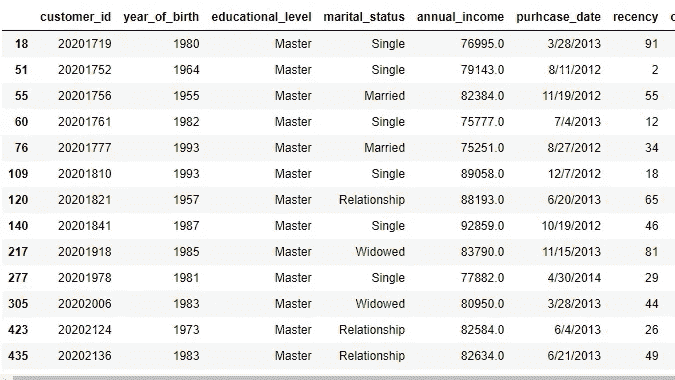 customer_id year_of_birth educational_level marital_status annual_income purhcase_date recency
18 20201719 1980 Master Single 76995.0 3/28/2013 91
51 20201752 1964 Master Single 79143.0 8/11/2012 2
55 20201756 1955 Master Married 82384.0 11/19/2012 55
60 20201761 1982 Master Single 75777.0 7/4/2013 12
76 20201777 1993 Master Married 75251.0 8/27/2012 34
109 20201810 1993 Master Single 89058.0 12/7/2012 18
120 20201821 1957 Master Relationship 88193.0 6/20/2013 65
140 20201841 1987 Master Single 92859.0 10/19/2012 46
217 20201918 1985 Master Widowed 83790.0 11/15/2013 81
277 20201978 1981 Master Single 77882.0 4/30/2014 29
305 20202006 1983 Master Widowed 80950.0 3/28/2013 44
423 20202124 1973 Master Relationship 82584.0 6/4/2013 26
435 20202136 1983 Master Relationship 82634.0 6/21/2013 49